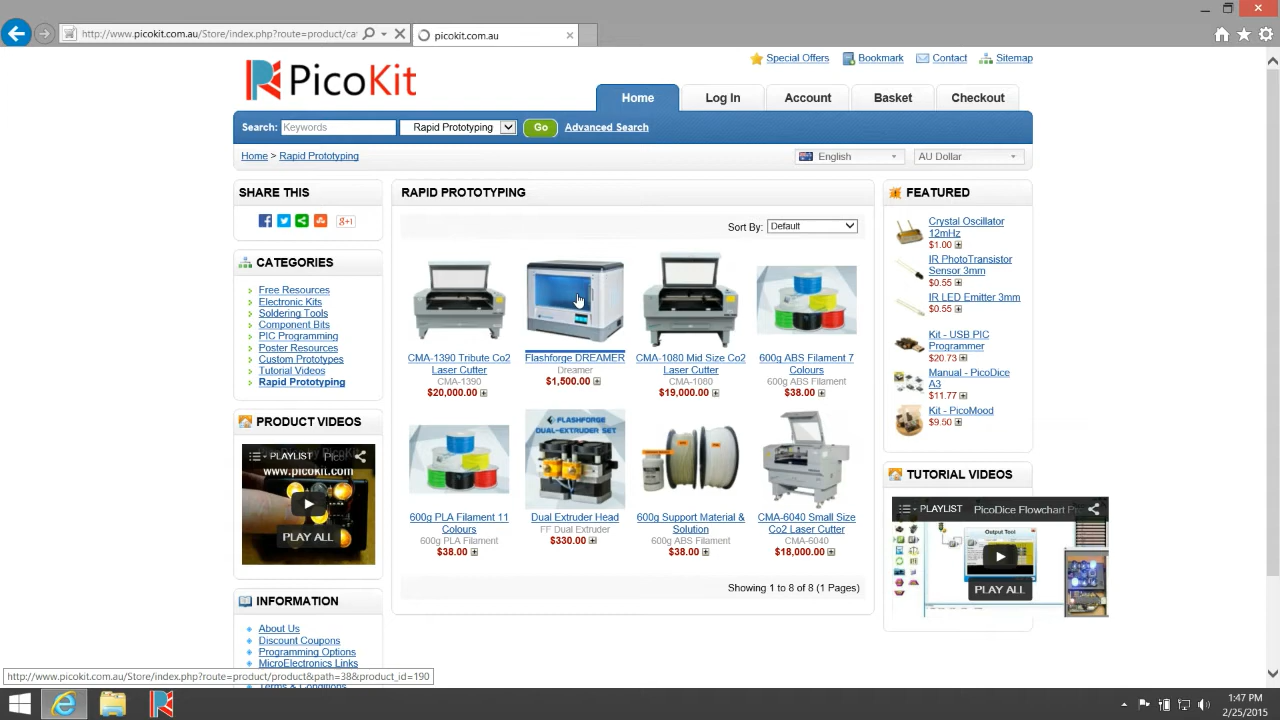 http://www.picokit.com.au/Store/index.php?route=product/ca
picokit.com.au
Special Offers
Bookmark
Contact
Sitemap
PicoKit
Home
Log In
Account
Basket
Checkout
Search:
Keywords
Rapid Prototyping
Go
Advanced Search
Home > Rapid Prototyping
English
AU Dollar
SHARE THIS
g+1
CATEGORIES
Free Resources
Electronic Kits
Soldering Tools
Component Bits
PIC Programming
Poster Resources
Custom Prototypes
Tutorial Videos
Rapid Prototyping
PRODUCT VIDEOS
PLAYLIST
www.picokit.com
PLAY ALL
INFORMATION
About Us
Discount Coupons
Programming Options
MicroElectronics Links
RAPID PROTOTYPING
Sort By:
Default
CMA-1390 Tribute Co2
Laser Cutter
CMA-1390
$20,000.00
Flashforge DREAMER
Dreamer
$1,500.00
CMA-1080 Mid Size Co2
Laser Cutter
CMA-1080
$19,000.00
600g ABS Filament 7
Colours
600g ABS Filament
$38.00
600g PLA Filament 11
Colours
600g PLA Filament
$38.00
FLASHFORGE
DUAL-EXTRUDER SET
Dual Extruder Head
FF Dual Extruder
$330.00
600g Support Material &
Solution
600g ABS Filament
$38.00
CMA-6040 Small Size
Co2 Laser Cutter
CMA-6040
$18,000.00
Showing 1 to 8 of 8 (1 Pages)
FEATURED
Crystal Oscillator
12mHz
$1.00
IR PhotoTransistor
Sensor 3mm
$0.55
IR LED Emitter 3mm
$0.55
Kit - USB PIC
Programmer
$20.73
Manual - PicoDice
A3
$11.77
Kit - PicoMood
$9.50
TUTORIAL VIDEOS
PLAYLIST
PicoDice Flowchart Pr
Output Tool
PLAY ALL
http://www.picokit.com.au/Store/index.php?route=product/product&path=38&product_id=190
1:47 PM
2/25/2015